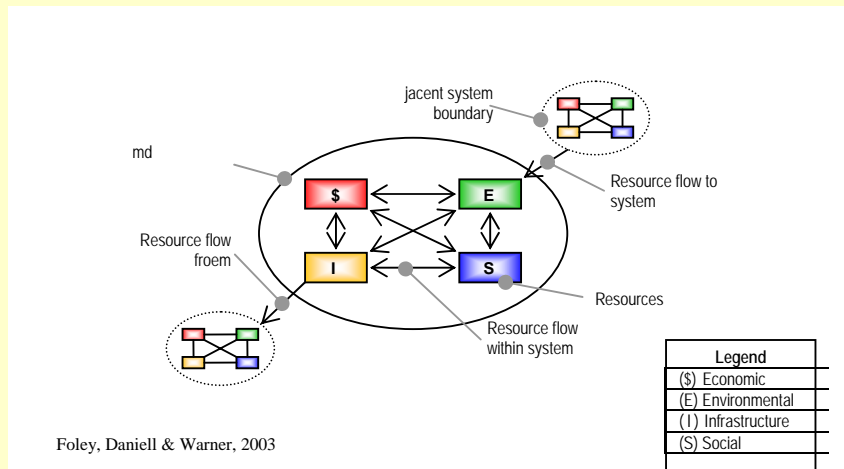 jacent system
boundary
md
$
E
Resource flow to
system
Resource flow
froem
I
S
Resources
Resource flow
within system
Legend
($) Economic
(E) Environmental
( I ) Infrastructure
(S) Social
Foley, Daniell & Warner, 2003